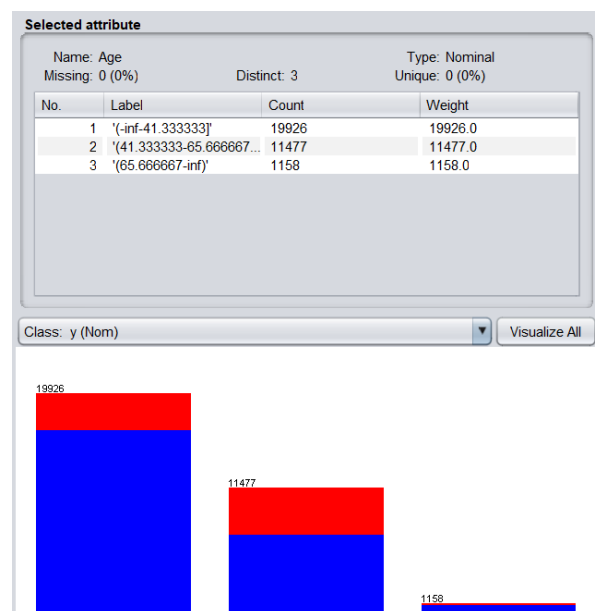 Selected attribute
Name: Age Type: Nominal
Missing: 0 (0%) Distinct: 3 Unique: 0 (0%)
No. Label Count Weight
1 '(-inf-41.333333]' 19926 19926.0
2 '(41.333333-65.666667... 11477 11477.0
3 '(65.666667-inf)' 1158 1158.0
Class: y (Nom) Visualize All
19926
11477
1158